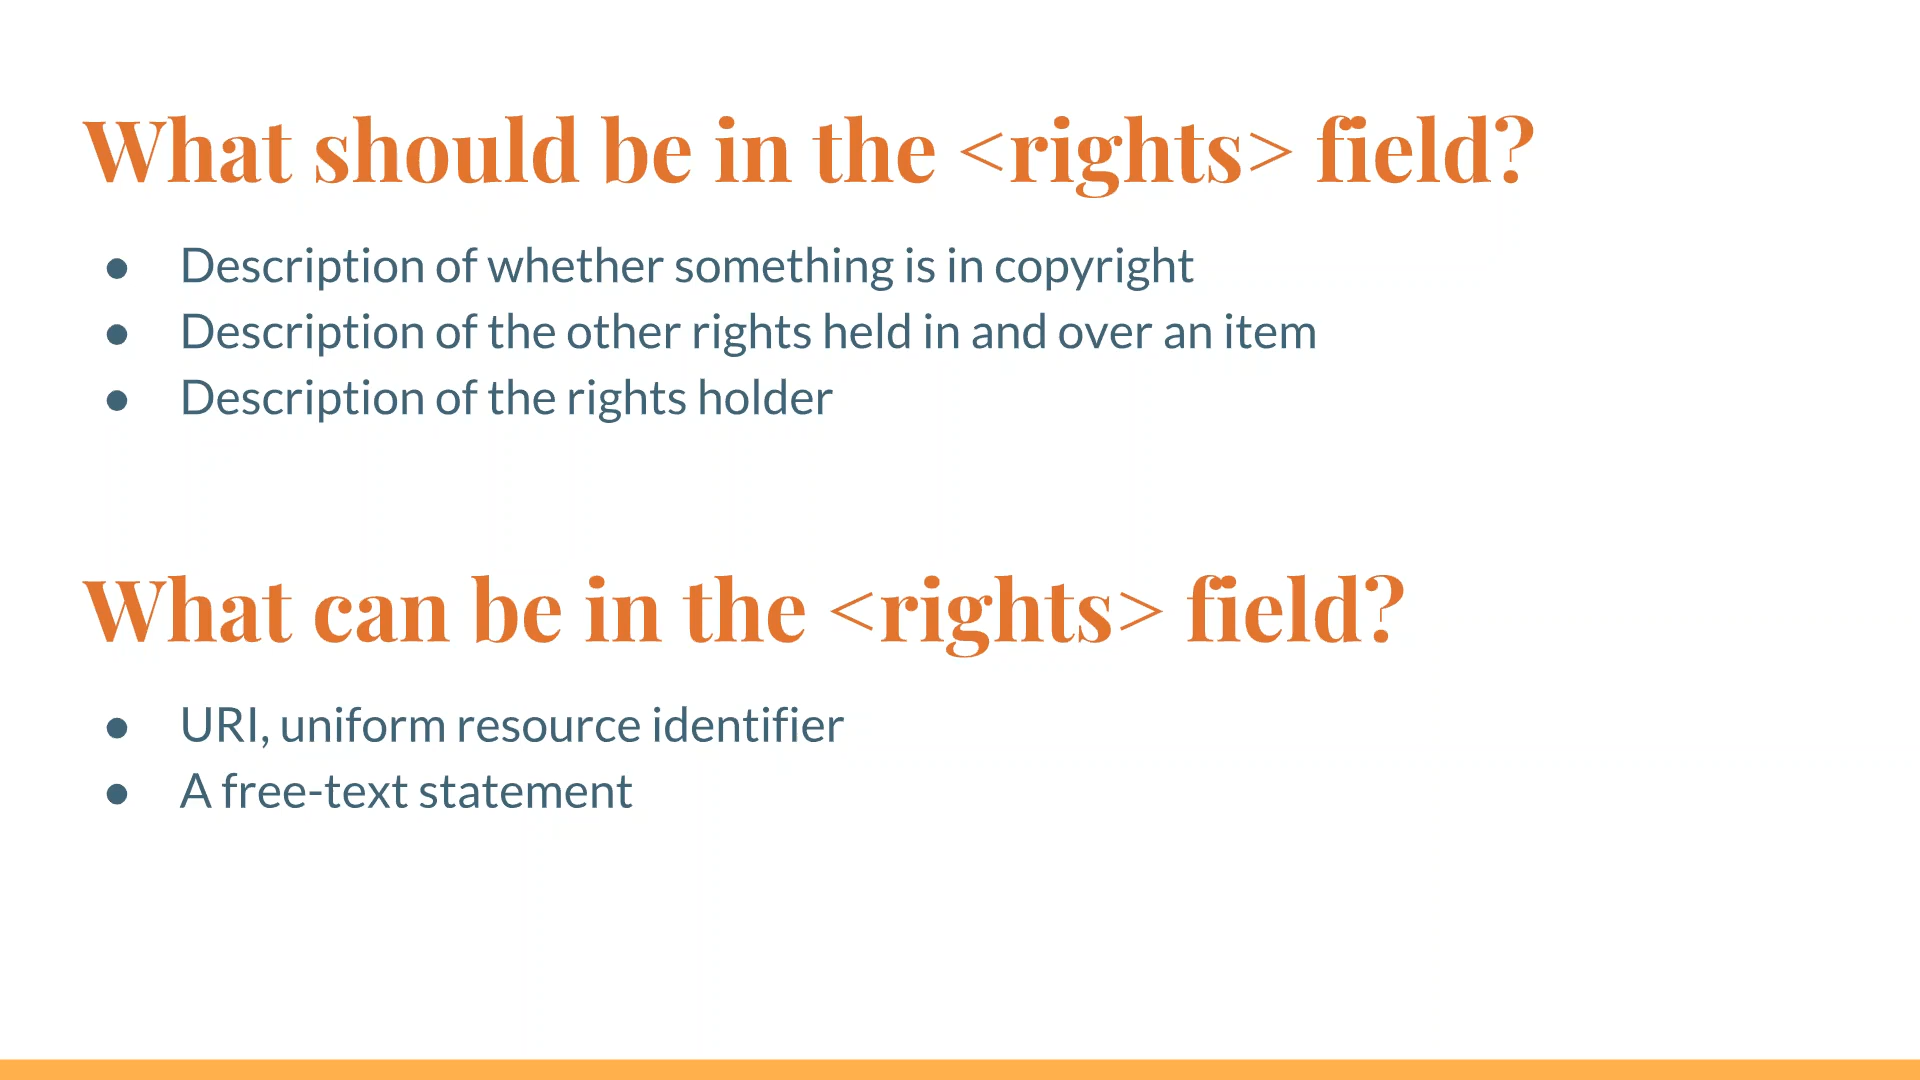 What should be in the <rights> field?
● Description of whether something is in copyright
● Description of the other rights held in and over an item
● Description of the rights holder
What can be in the <rights> field?
● URI, uniform resource identifier
● A free-text statement